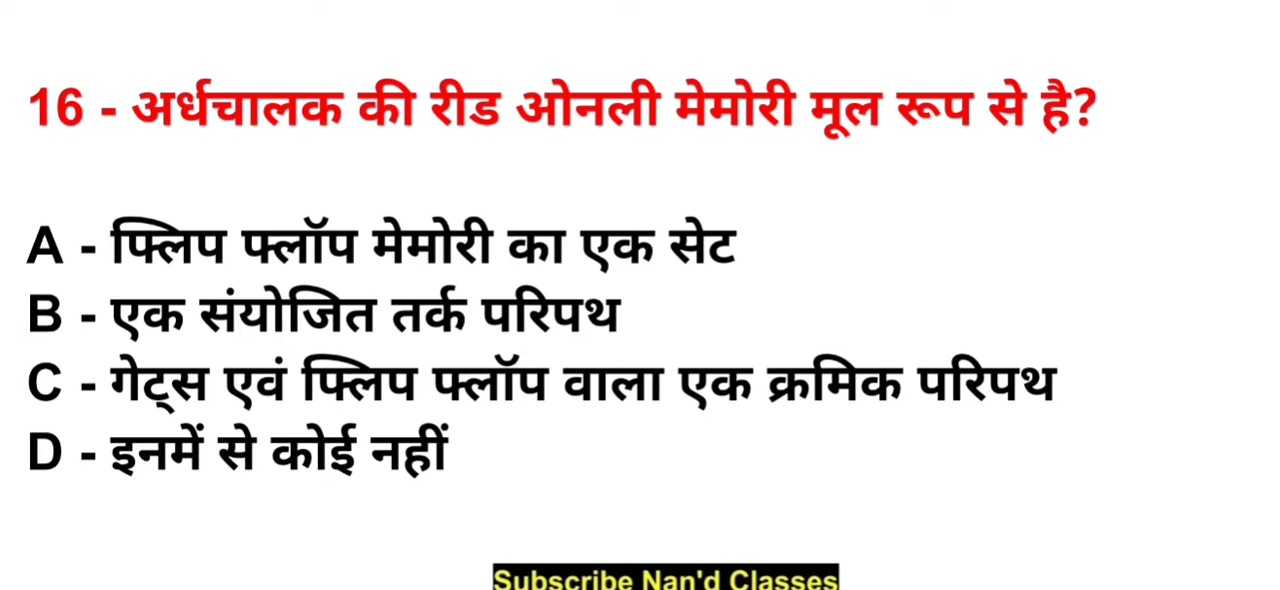 16 - अर्धचालक की रीड ओनली मेमोरी मूल रूप से है?
A - फ्लिप फ्लॉप मेमोरी का एक सेट
B - एक संयोजित तर्क परिपथ
C - गेट्स एवं फ्लिप फ्लॉप वाला एक क्रमिक परिपथ
D - इनमें से कोई नहीं
Subscribe Nan'd Classes